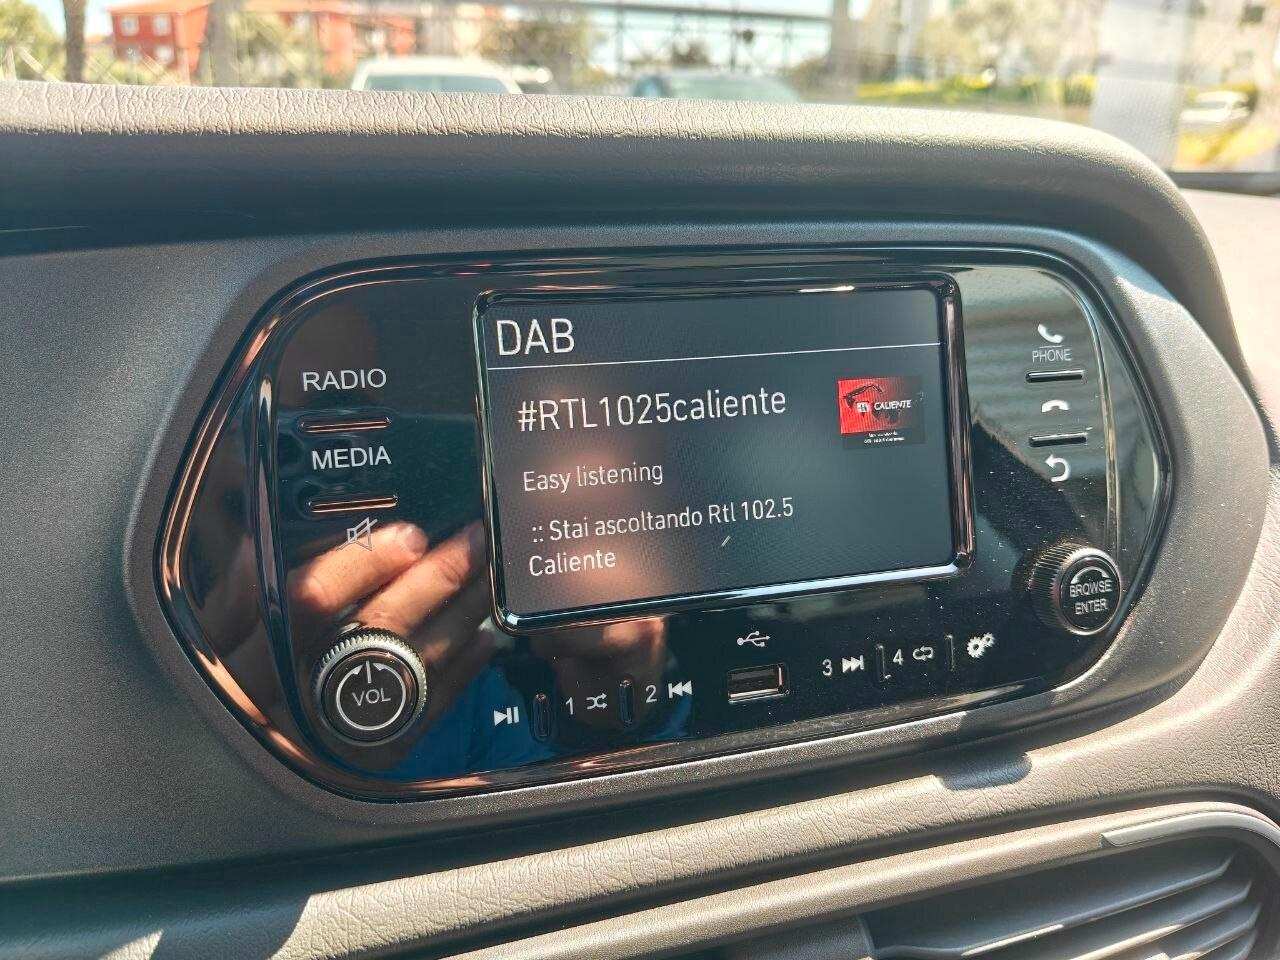 DAB
#RTL1025caliente
RTL CALIENTE
Easy listening
:: Stai ascoltando Rtl 102.5
Caliente
RADIO
MEDIA
VOL
1
2
3
4
PHONE
BROWSE
ENTER